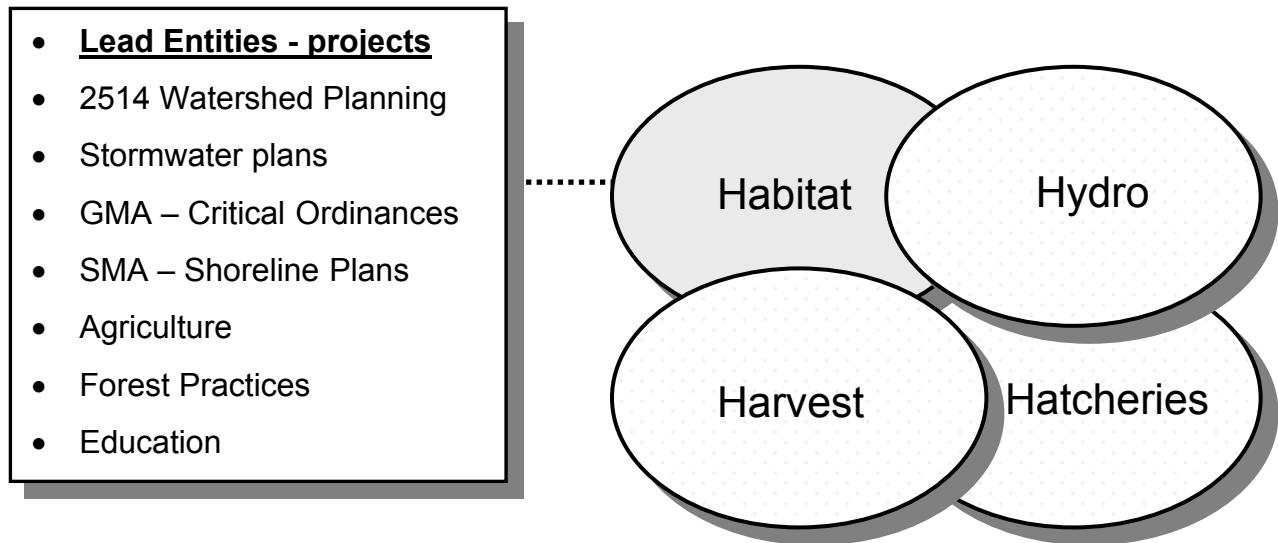 • Lead Entities - projects
• 2514 Watershed Planning
• Stormwater plans
• GMA – Critical Ordinances
• SMA – Shoreline Plans
• Agriculture
• Forest Practices
• Education
Habitat
Hydro
Harvest
Hatcheries